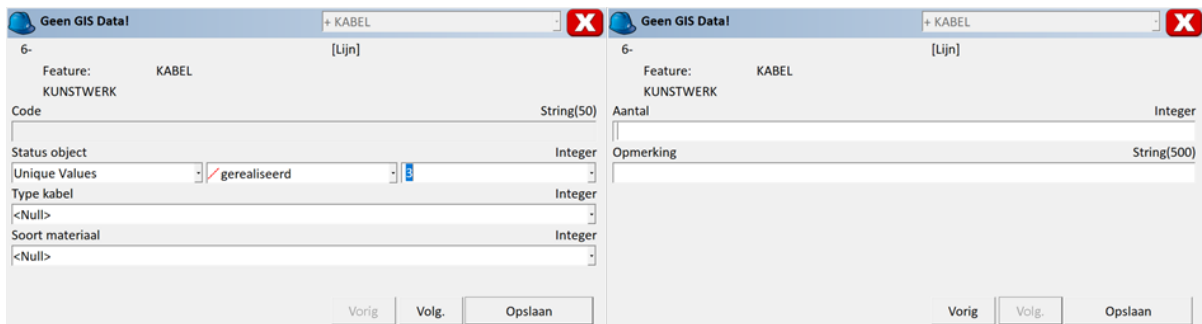 Geen GIS Data!
+ KABEL
X
6-
[Lijn]
Feature: KABEL
KUNSTWERK
Code String(50)
Status object Integer
Unique Values gerealiseerd 3
Type kabel Integer
<Null>
Soort materiaal Integer
<Null>
Vorig Volg. Opslaan
Geen GIS Data!
+ KABEL
X
6-
[Lijn]
Feature: KABEL
KUNSTWERK
Aantal Integer
Opmerking String(500)
Vorig Volg. Opslaan